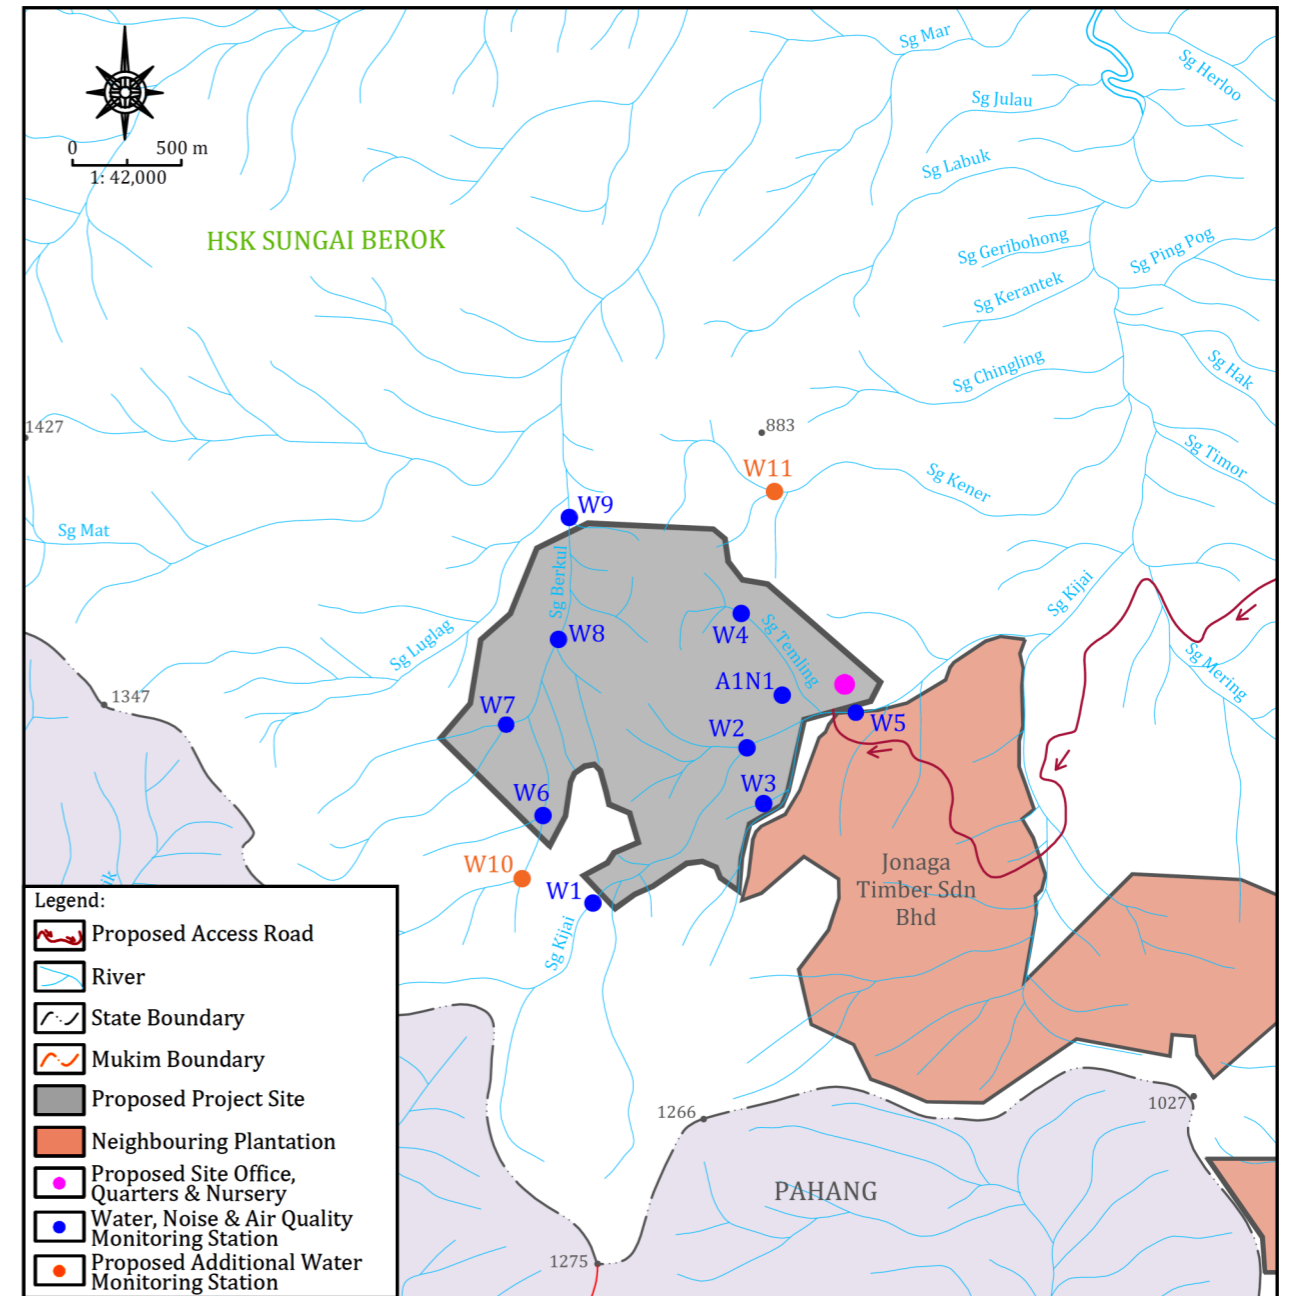 Sg Mar
Sg Herloo
Sg Julau
0 500 m
1: 42,000
Sg Labuk
HSK SUNGAI BEROK
Sg Geribohong
Sg Ping Pog
Sg Kerantek
Sg Chingling
Sg Hak
1427
883
Sg Timor
W11
Sg Kener
W9
Sg Mat
Sg Berkul
Sg Kijai
W8
W4
Sg Temling
Sg Luglag
Sg Mering
A1N1
1347
W7
W5
W2
W3
W6
W10
Jonaga
Timber Sdn
Bhd
W1
ik
Sg Kijai
Legend:
Proposed Access Road
River
State Boundary
Mukim Boundary
Proposed Project Site
Neighbouring Plantation
Proposed Site Office,
Quarters & Nursery
Water, Noise & Air Quality
Monitoring Station
Proposed Additional Water
Monitoring Station
1266
1027
PAHANG
1275